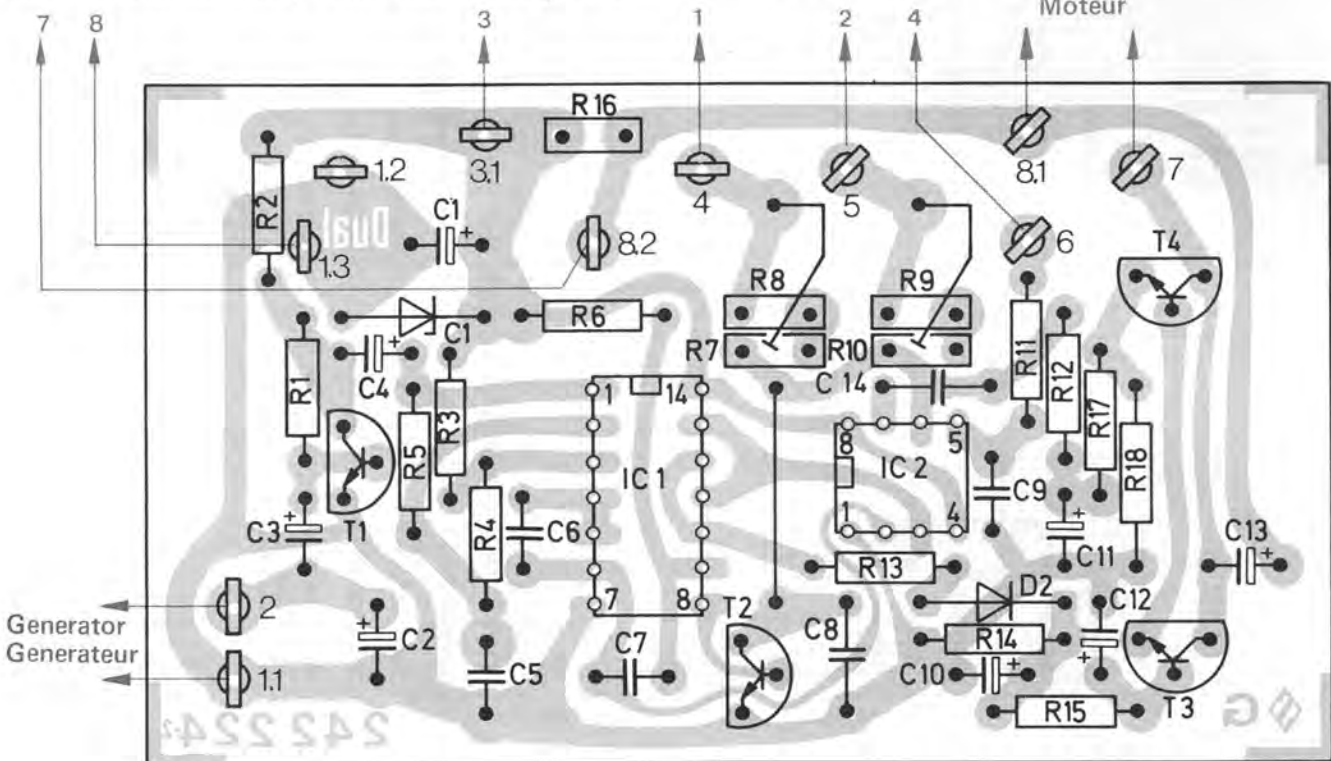 Moteur
7 8 3 1 2 4
R16
R2
1.2
3.1
4
5
8.1
7
C1 +
Dual
1.3
8.2
6
T4
R8
R9
C1
R6
R7
R10
R11
R12
+
C4
C14
R1
R3
R5
1 14
8 5
R17
R18
IC 1
IC 2
C9
1 4
T1
R4
C6
C3 +
C11 +
C13 +
R13
D2
2
7 8
T2
C8
C12 +
Generator
Generateur
+ C2
R14
1.1
C5
C7
C10 +
T3
R15
242 224-2
G